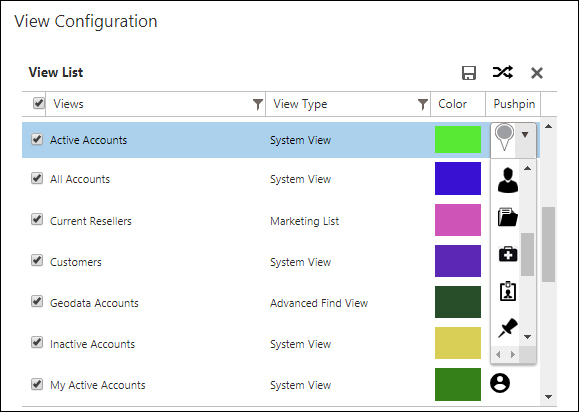 View Configuration
View List
Views View Type Color Pushpin
Active Accounts System View
All Accounts System View
Current Resellers Marketing List
Customers System View
Geodata Accounts Advanced Find View
Inactive Accounts System View
My Active Accounts System View